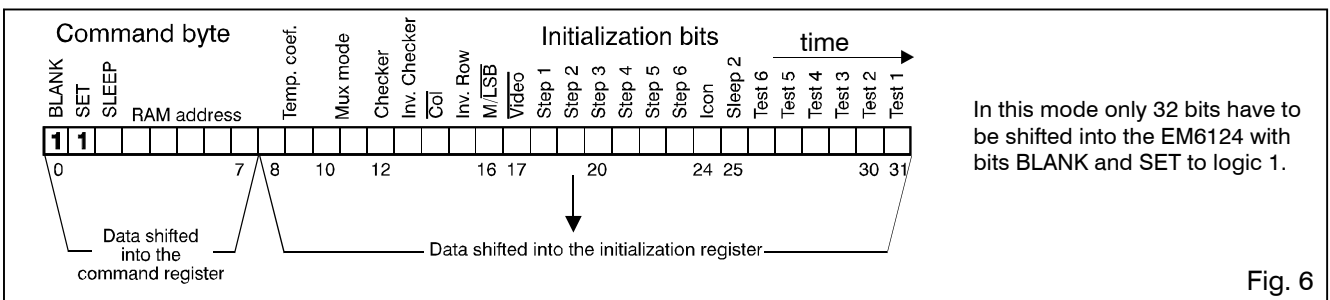 Command byte
Initialization bits
time
BLANK
SET
SLEEP
RAM address
Temp. coef.
Mux mode
Checker
Inv. Checker
Col
Inv. Row
M/LSB
Video
Step 1
Step 2
Step 3
Step 4
Step 5
Step 6
Icon
Sleep 2
Test 6
Test 5
Test 4
Test 3
Test 2
Test 1
1 1
0 7 8 10 12 16 17 20 24 25 30 31
Data shifted
into the
command register
Data shifted into the initialization register
In this mode only 32 bits have to
be shifted into the EM6124 with
bits BLANK and SET to logic 1.
Fig. 6